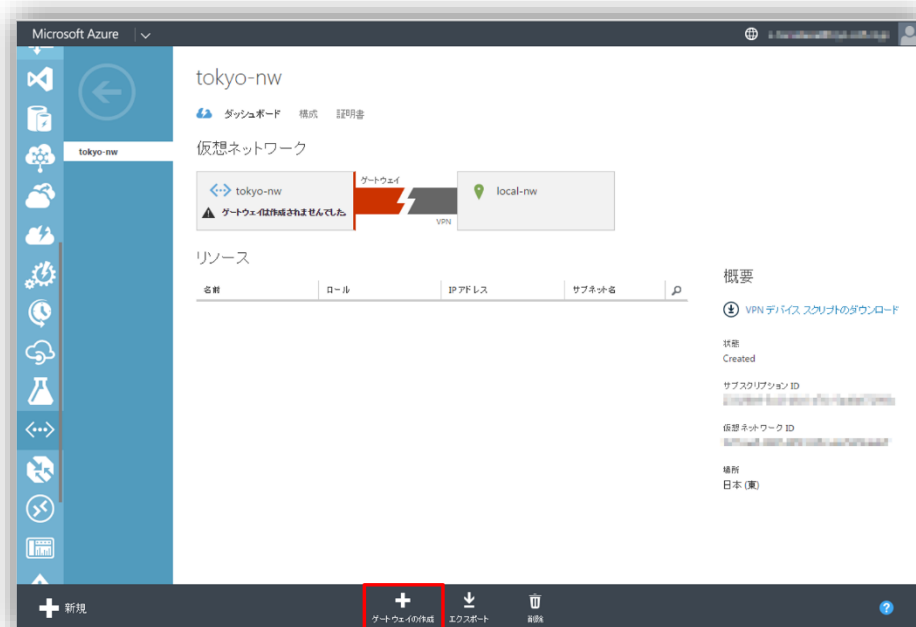 Microsoft Azure
tokyo-nw
tokyo-nw
ダッシュボード 構成 証明書
仮想ネットワーク
tokyo-nw
ゲートウェイは作成されませんでした。
ゲートウェイ
VPN
local-nw
リソース
名前 ロール IP アドレス サブネット名
概要
VPN デバイス スクリプトのダウンロード
状態
Created
サブスクリプション ID
仮想ネットワーク ID
場所
日本 (東)
新規
ゲートウェイの作成 エクスポート 削除
?